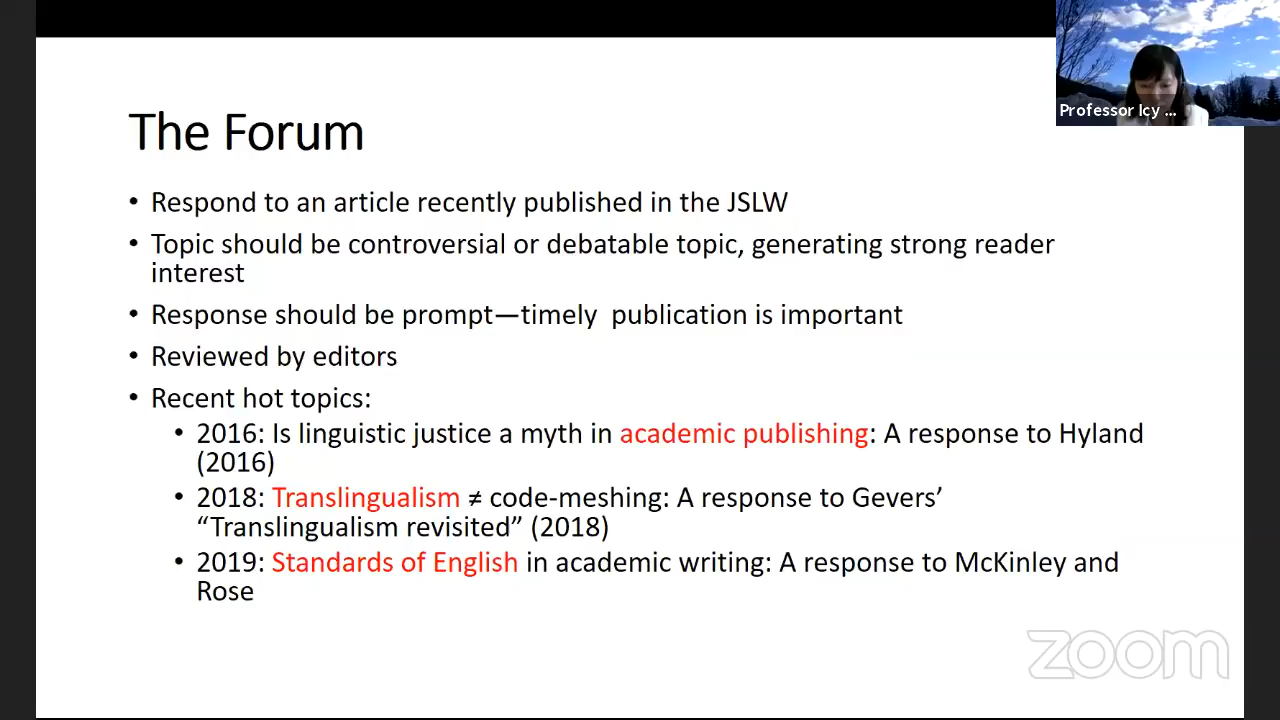 Professor Icy ...
The Forum
• Respond to an article recently published in the JSLW
• Topic should be controversial or debatable topic, generating strong reader
interest
• Response should be prompt—timely  publication is important
• Reviewed by editors
• Recent hot topics:
• 2016: Is linguistic justice a myth in academic publishing: A response to Hyland
(2016)
• 2018: Translingualism ≠ code-meshing: A response to Gevers’
“Translingualism revisited” (2018)
• 2019: Standards of English in academic writing: A response to McKinley and
Rose
zoom